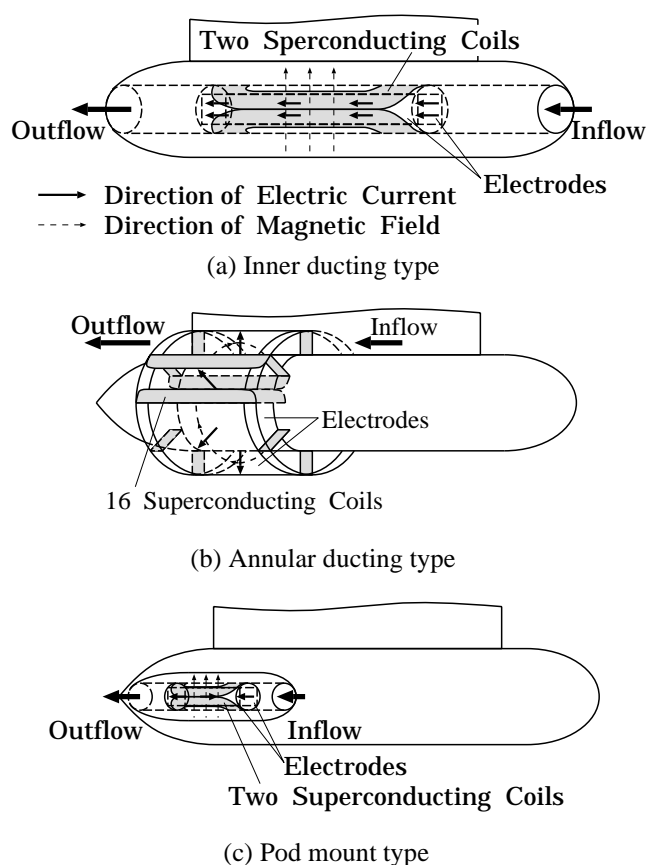 Two Sperconducting Coils
Outflow
Inflow
Electrodes
Direction of Electric Current
Direction of Magnetic Field
(a) Inner ducting type
Outflow
Inflow
Electrodes
16 Superconducting Coils
(b) Annular ducting type
Outflow
Inflow
Electrodes
Two Superconducting Coils
(c) Pod mount type